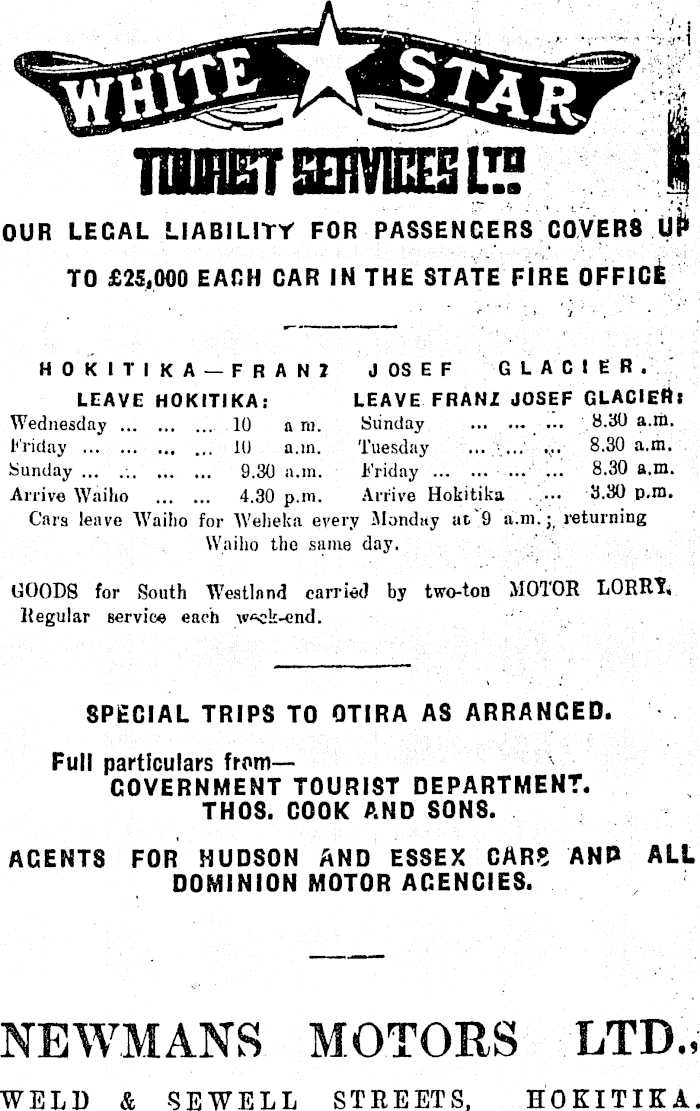 WHITE STAR
TOURIST SERVICES LTD
OUR LEGAL LIABILITY FOR PASSENGERS COVERS UP
TO £25,000 EACH CAR IN THE STATE FIRE OFFICE
HOKITIKA—FRANZ JOSEF GLACIER.
LEAVE HOKITIKA: LEAVE FRANZ JOSEF GLACIER:
Wednesday ... ... ... 10 a m. Sunday ... ... ... 8.30 a.m.
Friday ... ... ... ... 10 a.m. Tuesday ... ... ... 8.30 a.m.
Sunday ... ... ... ... 9.30 a.m. Friday ... ... ... ... 8.30 a.m.
Arrive Waiho ... ... 4.30 p.m. Arrive Hokitika ... 3.30 p.m.
Cars leave Waiho for Weheka every Monday at 9 a.m.; returning
Waiho the same day.
GOODS for South Westland carried by two-ton MOTOR LORRY.
Regular service each week-end.
SPECIAL TRIPS TO OTIRA AS ARRANGED.
Full particulars from—
GOVERNMENT TOURIST DEPARTMENT.
THOS. COOK AND SONS.
AGENTS FOR HUDSON AND ESSEX CARS AND ALL
DOMINION MOTOR AGENCIES.
NEWMANS MOTORS LTD.,
WELD & SEWELL STREETS, HOKITIKA.